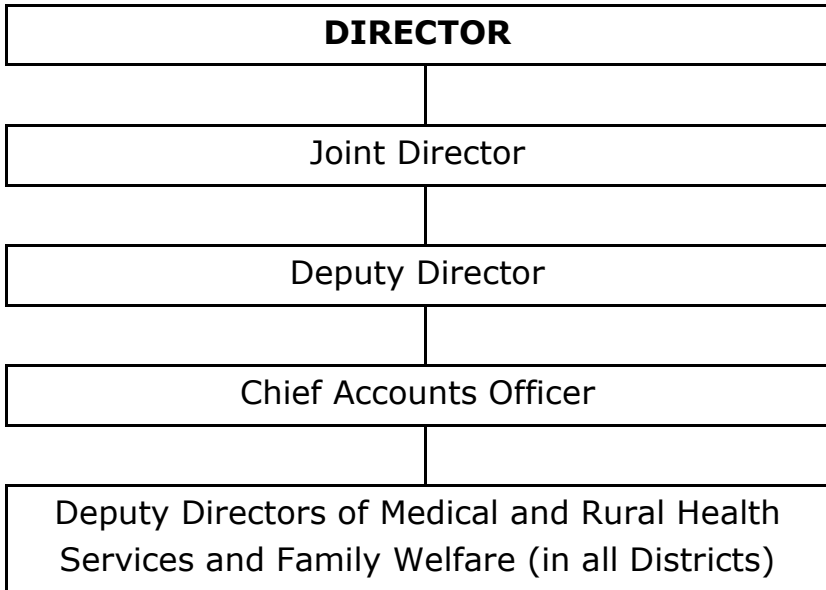 DIRECTOR
Joint Director
Deputy Director
Chief Accounts Officer
Deputy Directors of Medical and Rural Health
Services and Family Welfare (in all Districts)